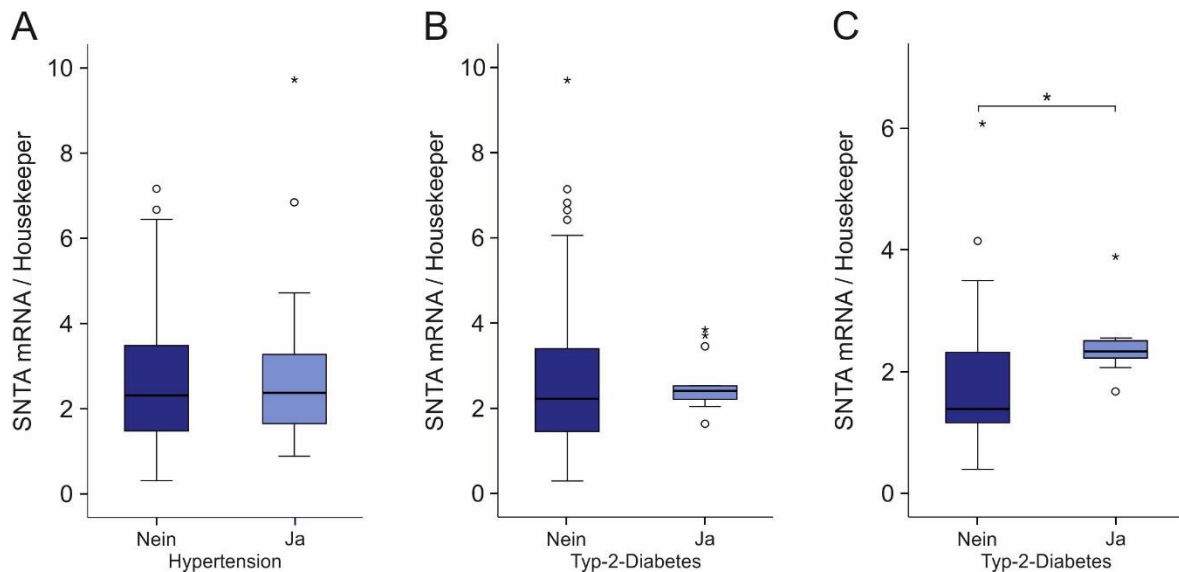 A
SNTA mRNA / Housekeeper
10
8
6
4
2
0
Nein
Ja
Hypertension
B
SNTA mRNA / Housekeeper
10
8
6
4
2
0
Nein
Ja
Typ-2-Diabetes
C
SNTA mRNA / Housekeeper
6
4
2
0
*
Nein
Ja
Typ-2-Diabetes